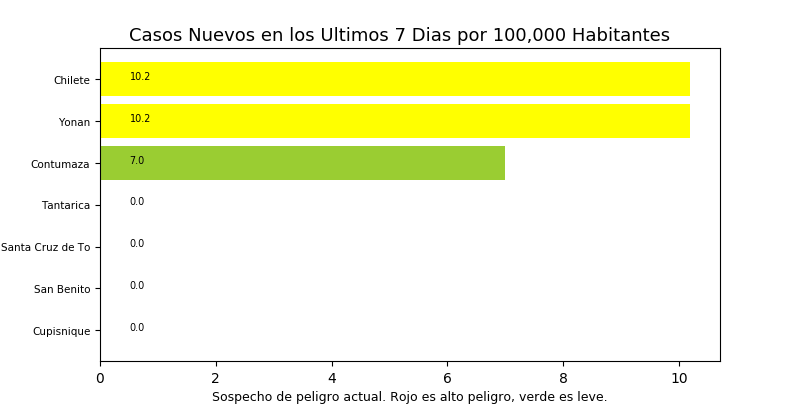 Casos Nuevos en los Ultimos 7 Dias por 100,000 Habitantes
Chilete 10.2
Yonan 10.2
Contumaza 7.0
Tantarica 0.0
Santa Cruz de To 0.0
San Benito 0.0
Cupisnique 0.0
0 2 4 6 8 10
Sospecho de peligro actual. Rojo es alto peligro, verde es leve.